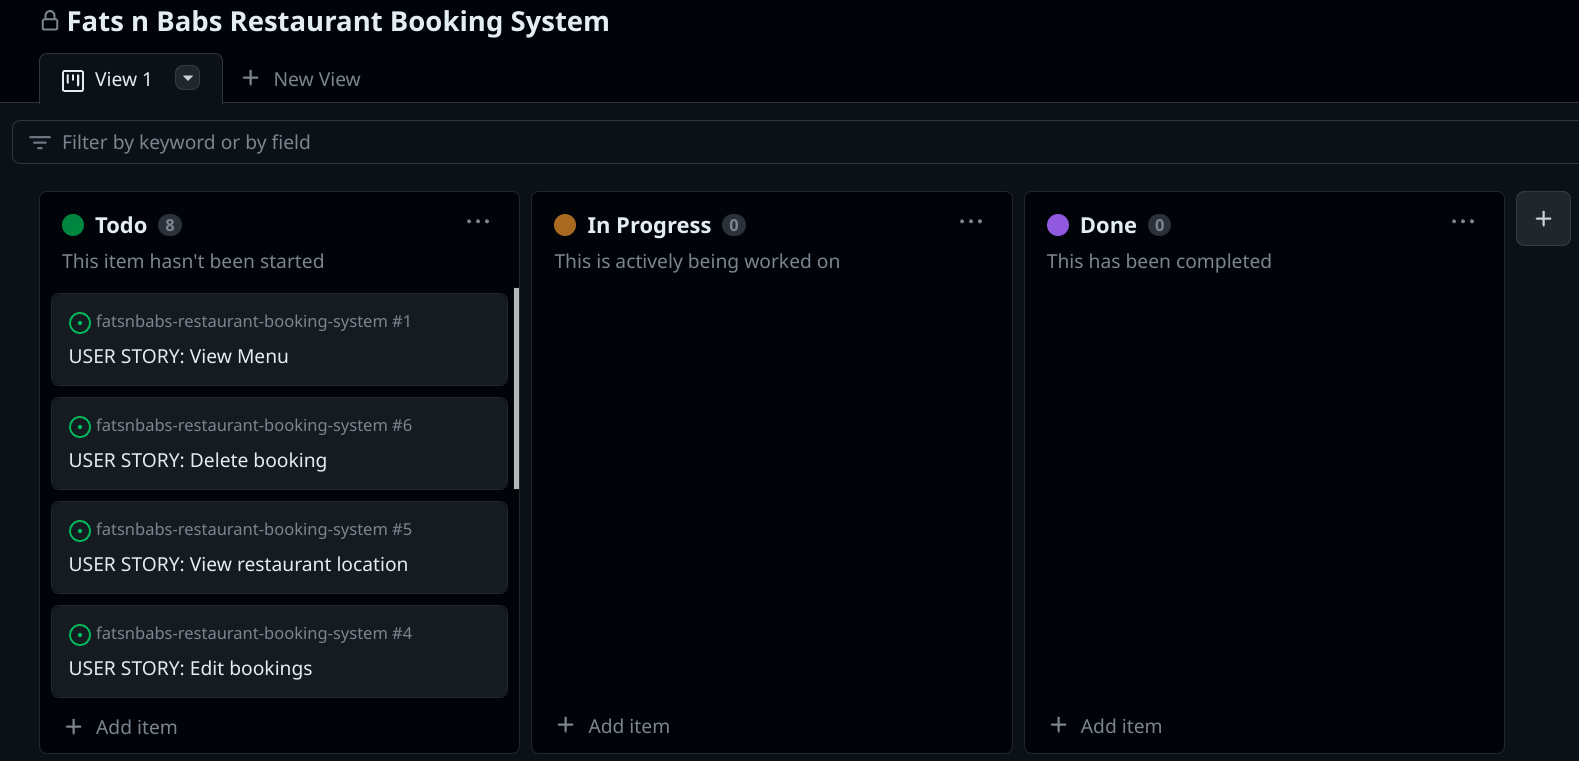 Fats n Babs Restaurant Booking System
View 1
New View
Filter by keyword or by field
Todo 8
This item hasn't been started
fatsnbabs-restaurant-booking-system #1
USER STORY: View Menu
fatsnbabs-restaurant-booking-system #6
USER STORY: Delete booking
fatsnbabs-restaurant-booking-system #5
USER STORY: View restaurant location
fatsnbabs-restaurant-booking-system #4
USER STORY: Edit bookings
Add item
In Progress 0
This is actively being worked on
Add item
Done 0
This has been completed
Add item